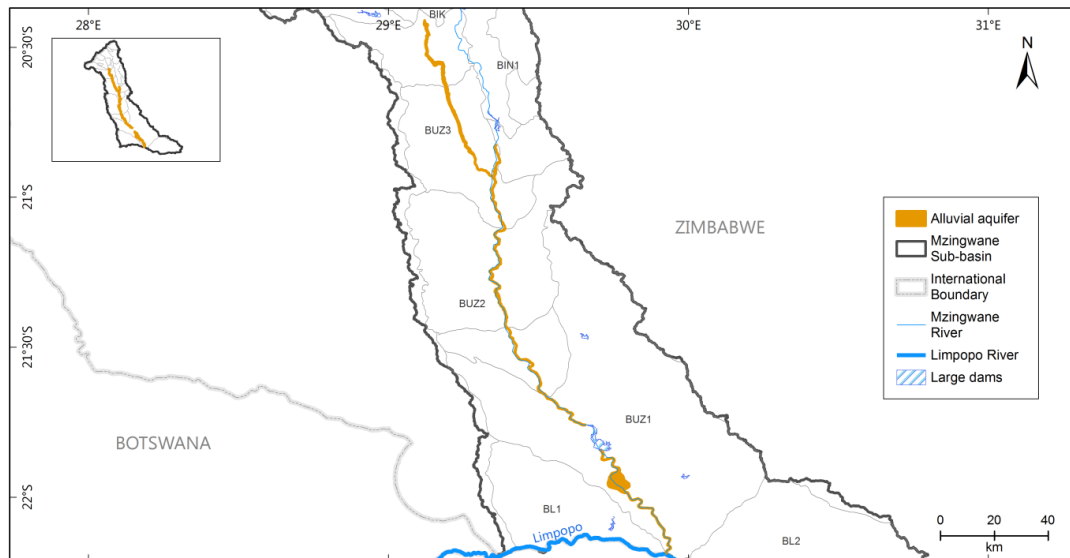 28°E
29°E
30°E
31°E
20°30'S
21°S
21°30'S
22°S
BIK
BIN1
BUZ3
BUZ2
BUZ1
BL1
BL2
ZIMBABWE
BOTSWANA
Limpopo
N
Alluvial aquifer
Mzingwane
Sub-basin
International
Boundary
Mzingwane
River
Limpopo River
Large dams
0 20 40
km